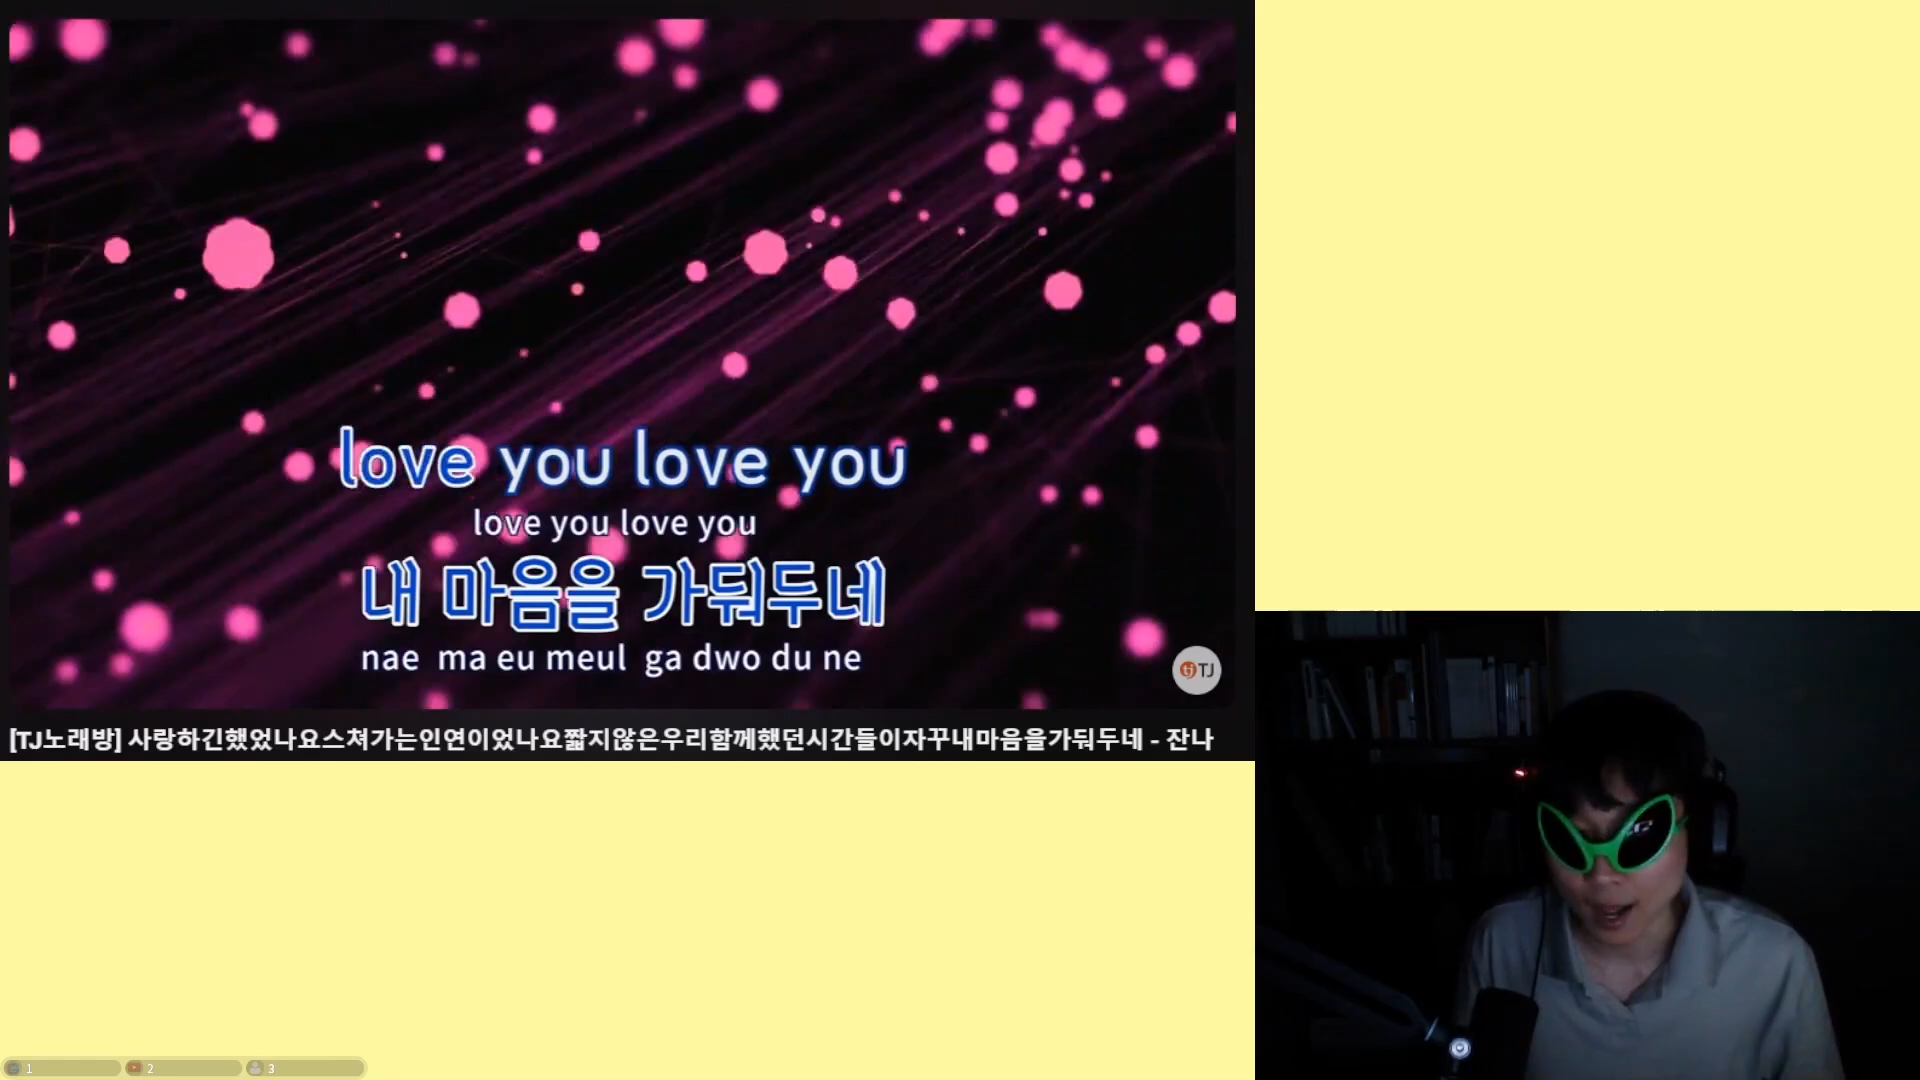 love you love you
love you love you
내 마음을 가둬두네
nae ma eu meul ga dwo du ne
TJ
[TJ노래방] 사랑하긴했었나요스쳐가는인연이었나요짧지않은우리함께했던시간들이자꾸내마음을가둬두네 - 잔나
1 2 3